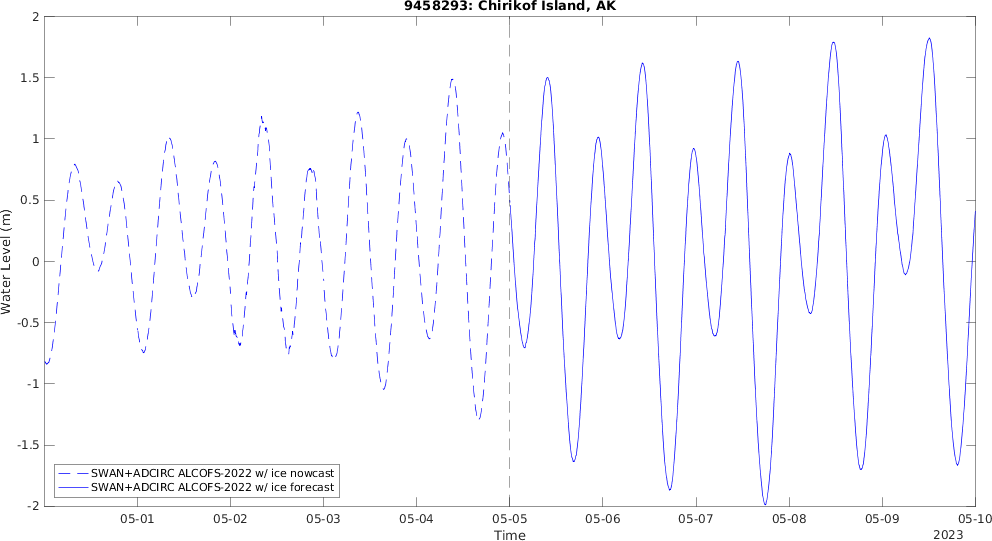 9458293: Chirikof Island, AK
2
1.5
1
0.5
0
-0.5
-1
-1.5
-2
Water Level (m)
SWAN+ADCIRC ALCOFS-2022 w/ ice nowcast
SWAN+ADCIRC ALCOFS-2022 w/ ice forecast
05-01 05-02 05-03 05-04 05-05 05-06 05-07 05-08 05-09 05-10
Time
2023